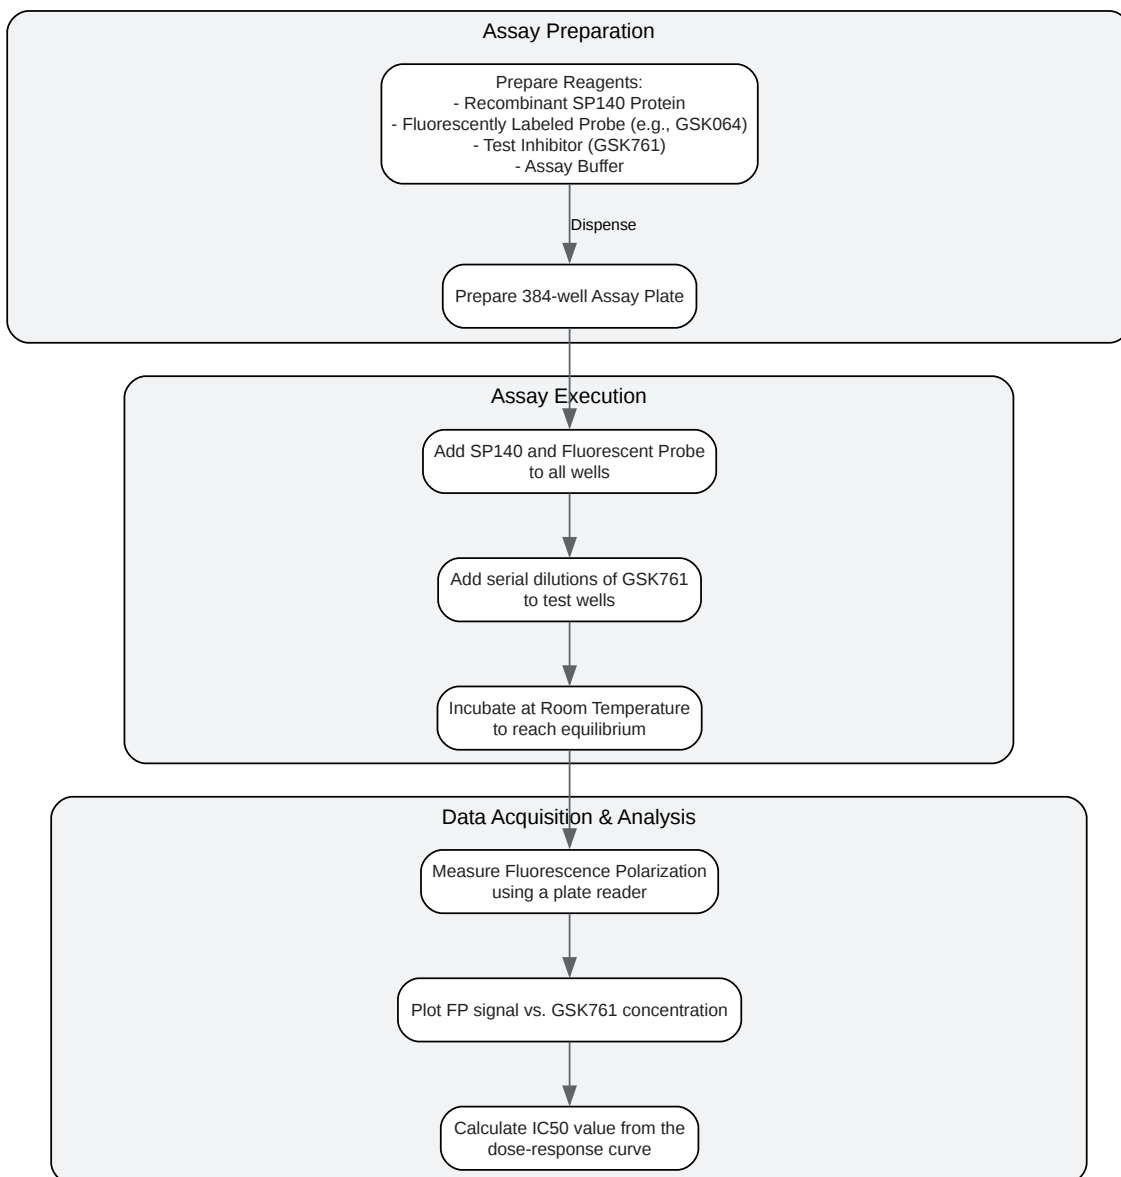 Assay Preparation
Prepare Reagents:
- Recombinant SP140 Protein
- Fluorescently Labeled Probe (e.g., GSK064)
- Test Inhibitor (GSK761)
- Assay Buffer
Dispense
Prepare 384-well Assay Plate
Assay Execution
Add SP140 and Fluorescent Probe
to all wells
Add serial dilutions of GSK761
to test wells
Incubate at Room Temperature
to reach equilibrium
Data Acquisition & Analysis
Measure Fluorescence Polarization
using a plate reader
Plot FP signal vs. GSK761 concentration
Calculate IC50 value from the
dose-response curve